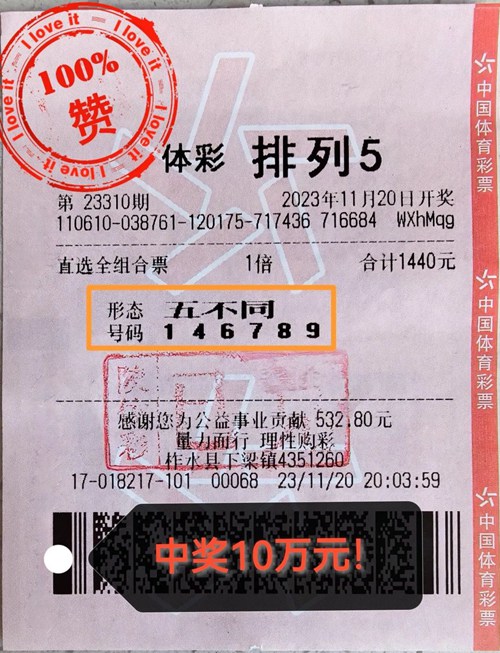 I love it
I love it
I love it
I love it
100%
赞
体彩 排列5
第 23310期 2023年11月20日开奖
110610-038761-120175-717436 716684 WXhMqg
直选全组合票 1倍 合计1440元
形态 五不同
号码 1 4 6 7 8 9
感谢您为公益事业贡献 532.80元
量力而行 理性购彩
柞水县下梁镇4351260
17-018217-101 00068 23/11/20 20:03:59
中奖10万元!
中国体育彩票
中国体育彩票
中国体育彩票